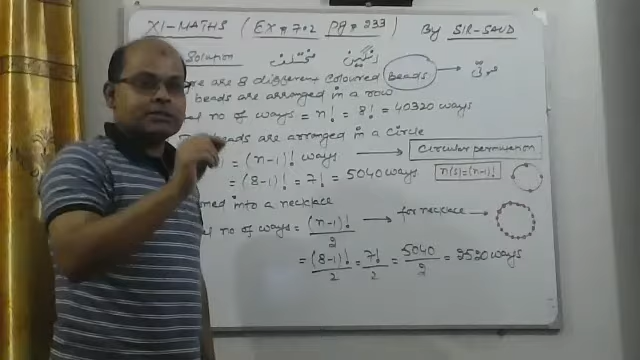 XI-MATHS (EX # 7.2 Pg # 233) By SIR-SAUD
Solution مختلف رنگین
are 8 different coloured beads → موتی
beads are arranged in a row
no of ways = n! = 8! = 40320 ways
beads are arranged in a circle
= (n-1)! ways → Circular permutation
= (8-1)! = 7! = 5040 ways n(s)=(n-1)!
into a necklace
no of ways = (n-1)!/2 → for necklace →
= (8-1)!/2 = 7!/2 = 5040/2 = 2520 ways